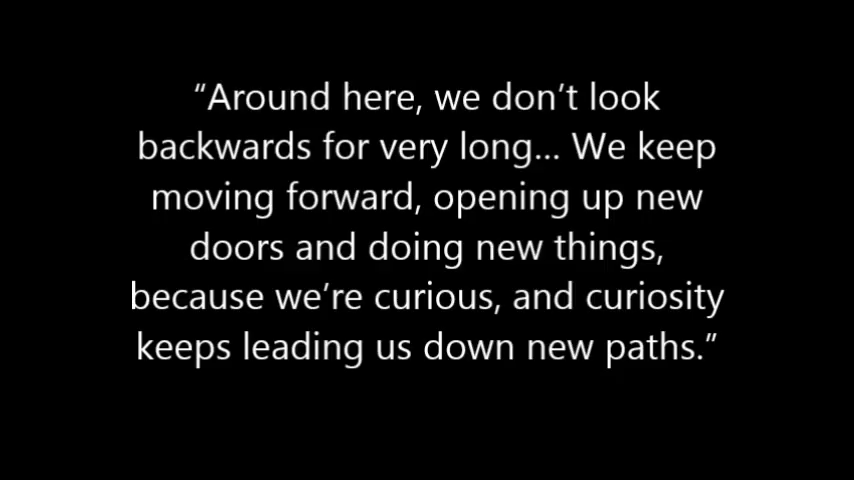 “Around here, we don’t look
backwards for very long... We keep
moving forward, opening up new
doors and doing new things,
because we’re curious, and curiosity
keeps leading us down new paths.”